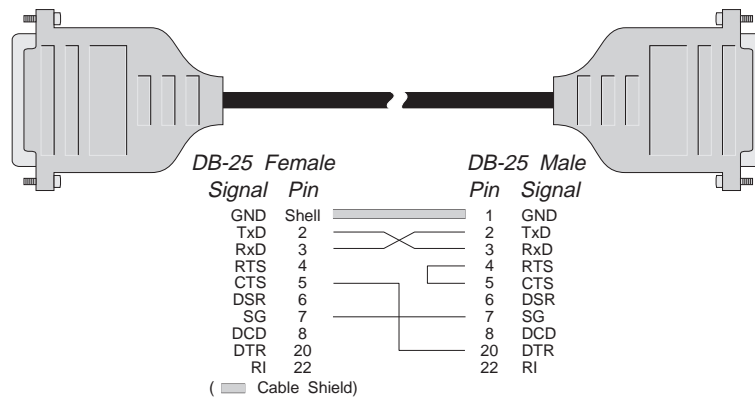 DB-25 Female DB-25 Male
Signal Pin Pin Signal
GND Shell 1 GND
TxD 2 2 TxD
RxD 3 3 RxD
RTS 4 4 RTS
CTS 5 5 CTS
DSR 6 6 DSR
SG 7 7 SG
DCD 8 8 DCD
DTR 20 20 DTR
RI 22 22 RI
( Cable Shield)